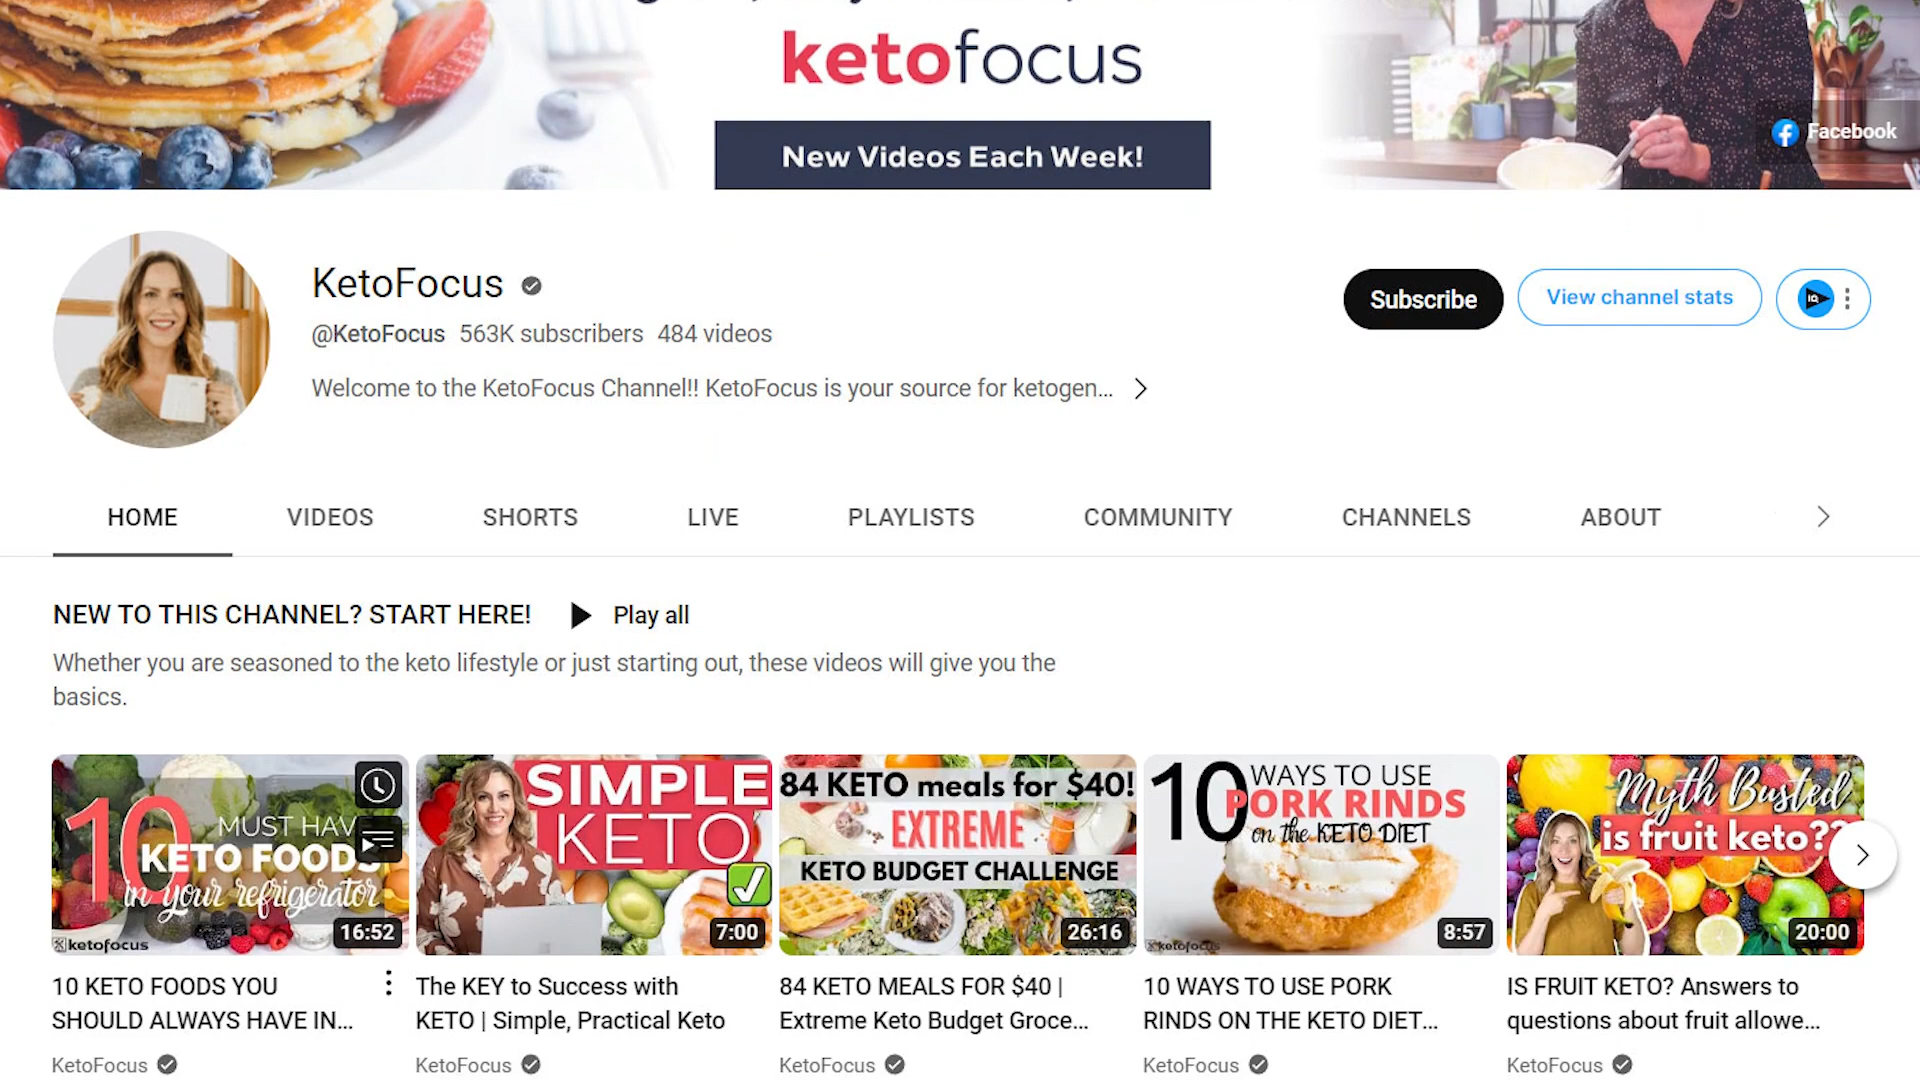 ketofocus
New Videos Each Week!
Facebook
KetoFocus
@KetoFocus 563K subscribers 484 videos
Welcome to the KetoFocus Channel!! KetoFocus is your source for ketogen...
Subscribe
View channel stats
IQ
HOME
VIDEOS
SHORTS
LIVE
PLAYLISTS
COMMUNITY
CHANNELS
ABOUT
NEW TO THIS CHANNEL? START HERE!
Play all
Whether you are seasoned to the keto lifestyle or just starting out, these videos will give you the
basics.
10 MUST HAV
KETO FOODS
in your refrigerator
ketofocus
16:52
SIMPLE
KETO
7:00
84 KETO meals for $40!
EXTREME
KETO BUDGET CHALLENGE
26:16
10 WAYS TO USE
PORK RINDS
on the KETO DIET
ketofocus
8:57
Myth Busted
is fruit keto??
20:00
10 KETO FOODS YOU
SHOULD ALWAYS HAVE IN...
KetoFocus
The KEY to Success with
KETO | Simple, Practical Keto
KetoFocus
84 KETO MEALS FOR $40 |
Extreme Keto Budget Groce...
KetoFocus
10 WAYS TO USE PORK
RINDS ON THE KETO DIET...
KetoFocus
IS FRUIT KETO? Answers to
questions about fruit allowe...
KetoFocus